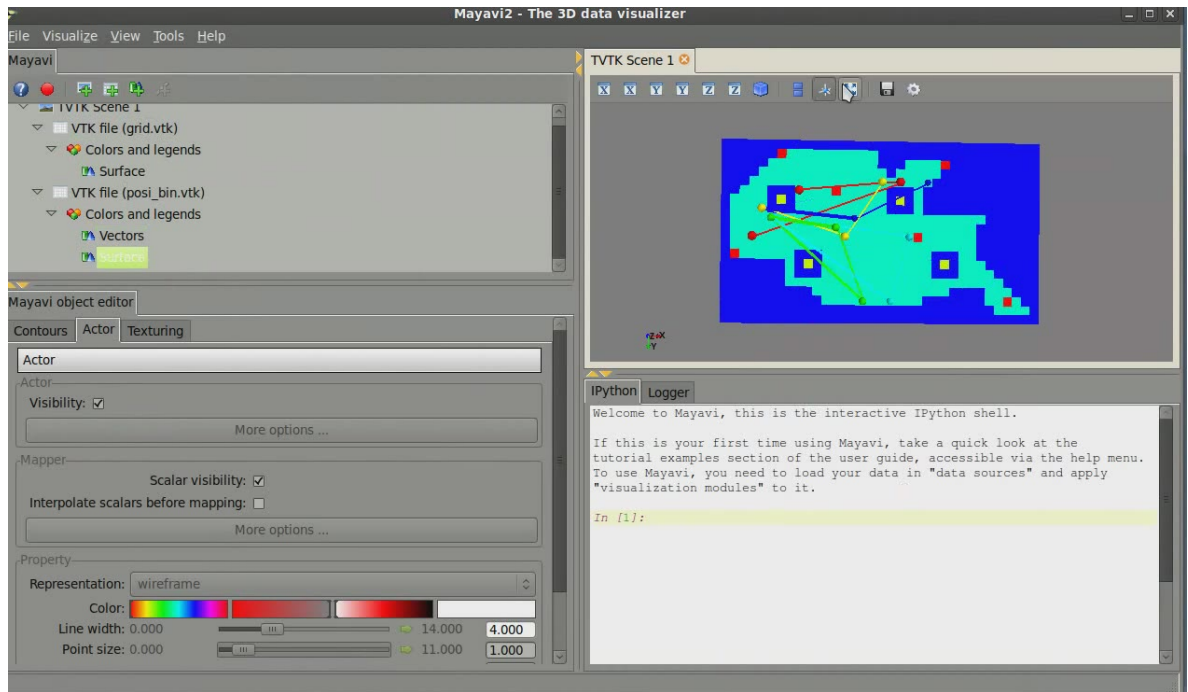 Mayavi2 - The 3D data visualizer
File Visualize View Tools Help
Mayavi
TVTK Scene 1
VTK file (grid.vtk)
Colors and legends
Surface
VTK file (posi_bin.vtk)
Colors and legends
Vectors
Surface
Mayavi object editor
Contours Actor Texturing
Actor
Actor
Visibility:
More options ...
Mapper
Scalar visibility:
Interpolate scalars before mapping:
More options ...
Property
Representation: wireframe
Color:
Line width: 0.000 14.000 4.000
Point size: 0.000 11.000 1.000
TVTK Scene 1
X X Y Y Z Z
Z X
Y
IPython Logger
Welcome to Mayavi, this is the interactive IPython shell.
If this is your first time using Mayavi, take a quick look at the
tutorial examples section of the user guide, accessible via the help menu.
To use Mayavi, you need to load your data in "data sources" and apply
"visualization modules" to it.
In [1]: